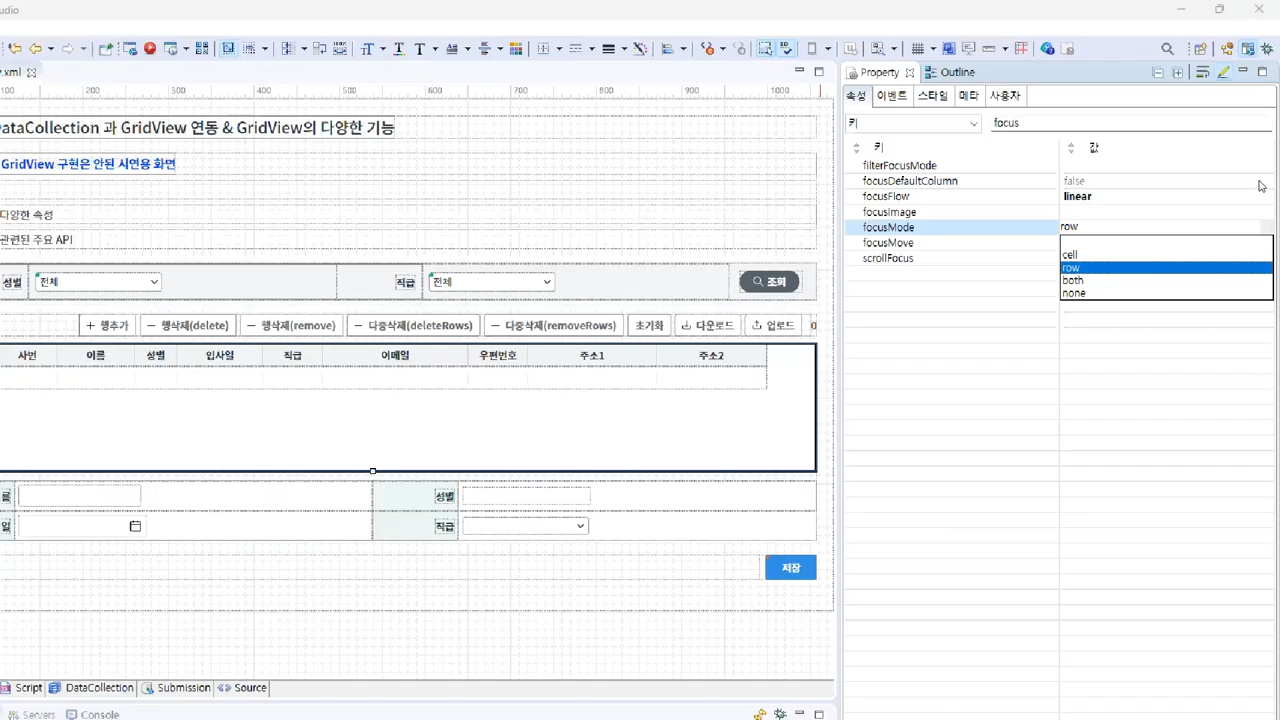 udio
.xml
Property
Outline
100 200 300 400 500 600 700 800 900 1000
속성 이벤트 스타일 메타 사용자
ataCollection 과 GridView 연동 & GridView의 다양한 기능
키 focus
키 값
GridView 구현은 안된 시연용 화면
filterFocusMode
focusDefaultColumn false
focusFlow linear
다양한 속성
focusImage
focusMode row
관련된 주요 API
focusMove
cell
scrollFocus
row
both
none
성별 전체 직급 전체 조회
행추가 행삭제(delete) 행삭제(remove) 다중삭제(deleteRows) 다중삭제(removeRows) 초기화 다운로드 업로드 0
사번 이름 성별 입사일 직급 이메일 우편번호 주소1 주소2
름 성별
일 직급
저장
Script DataCollection Submission Source
Servers Console